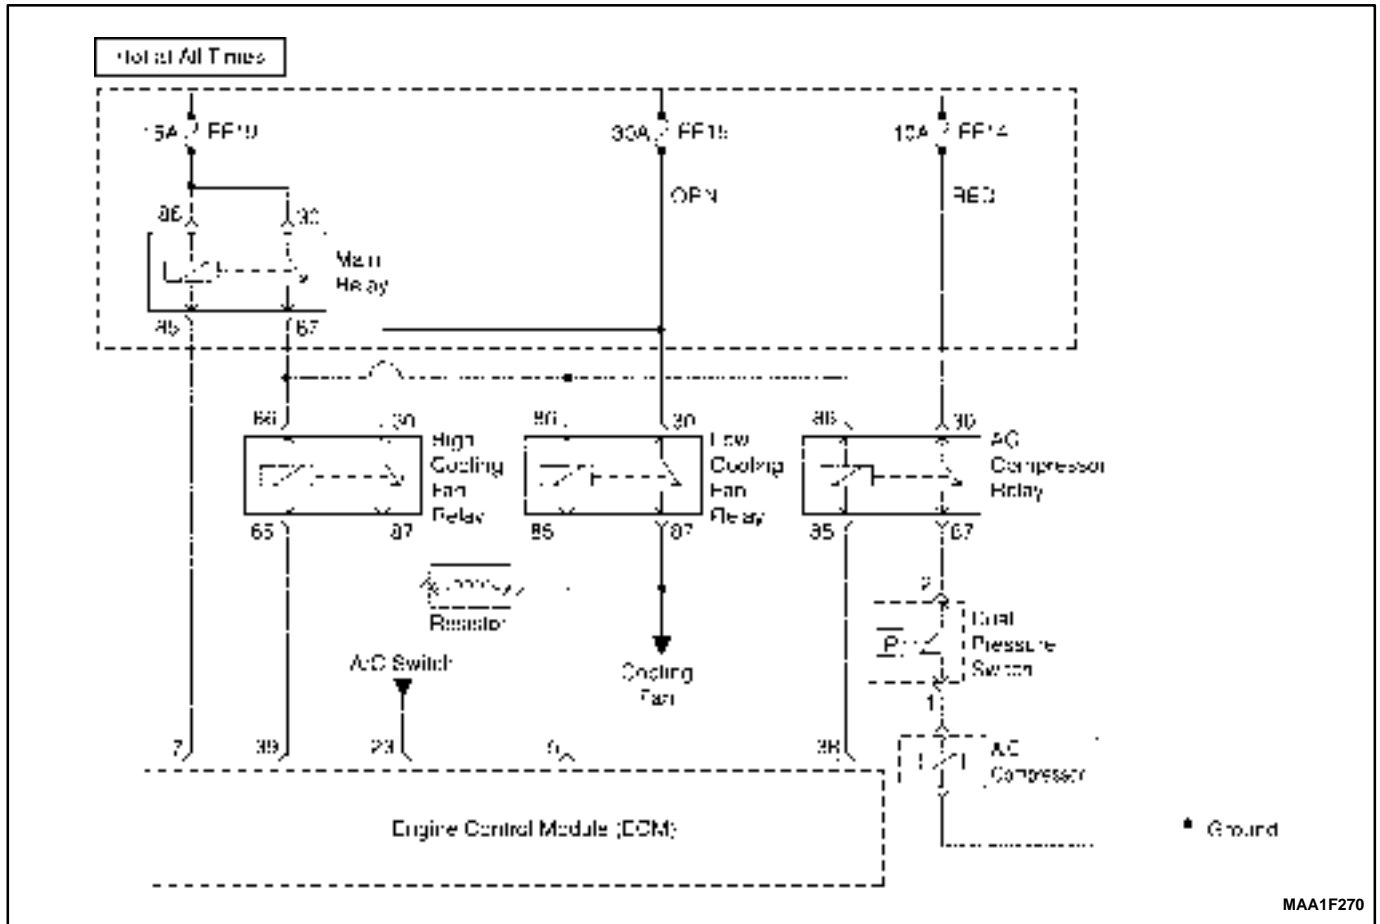 Hot at All Times
15A
30A
10A
ORN
RED
86
30
Main
Relay
85
87
86
30
86
30
86
30
High
Cooling
Fan
Relay
Low
Cooling
Fan
Relay
A/C
Compressor
Relay
85
87
85
87
85
87
2
Resistor
Dual
Pressure
Switch
P
A/C Switch
Cooling
Fan
1
7
39
23
38
A/C
Compressor
Engine Control Module (ECM)
Ground
MAA1F270